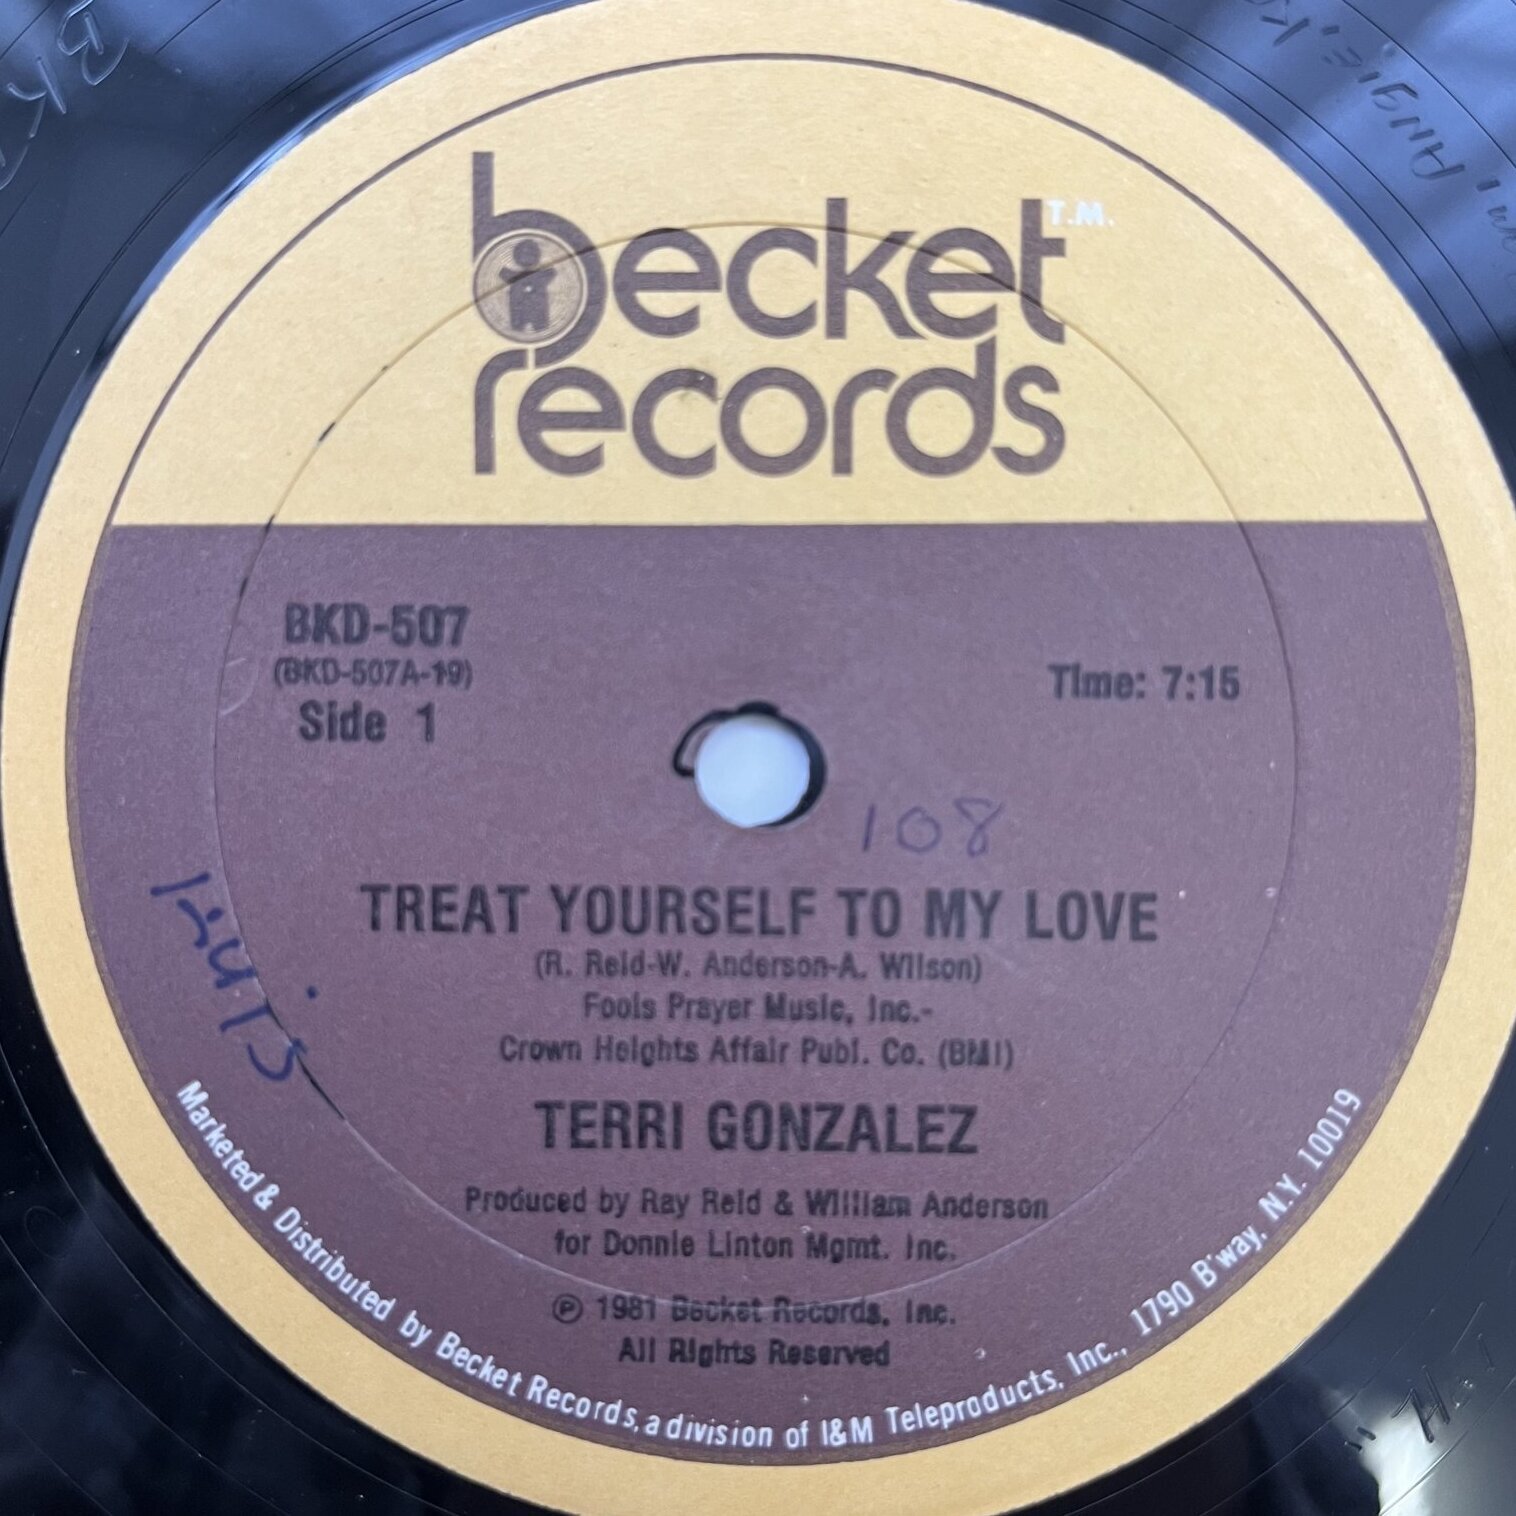 becket T.M.
records
BKD-507
(BKD-507A-19)
Side 1
Time: 7:15
108
TREAT YOURSELF TO MY LOVE
(R. Reid-W. Anderson-A. Wilson)
Fools Prayer Music, Inc.-
Crown Heights Affair Publ. Co. (BMI)
TERRI GONZALEZ
Produced by Ray Reid & William Anderson
for Donnie Linton Mgmt. Inc.
℗ 1981 Becket Records, Inc.
All Rights Reserved
Marketed & Distributed by Becket Records, a division of I&M Teleproducts, Inc., 1790 B'way, N.Y. 10019